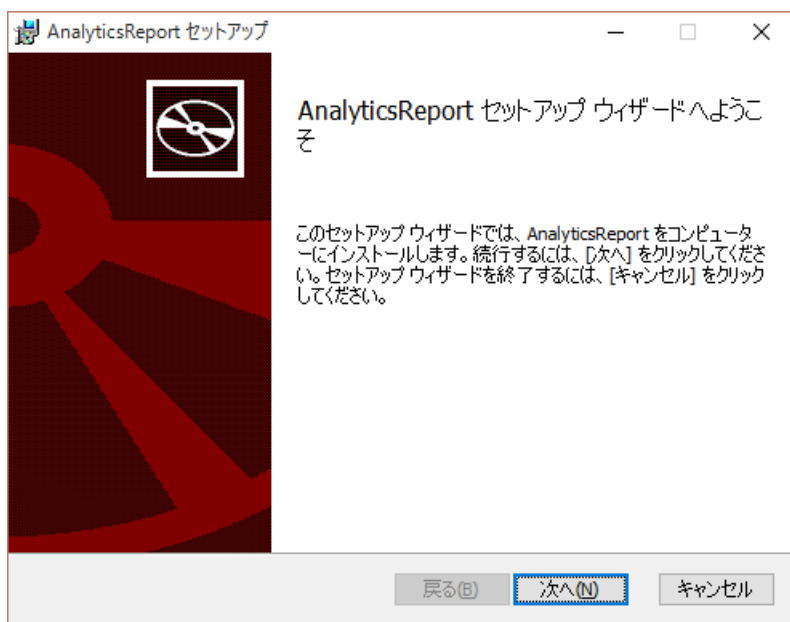 AnalyticsReport セットアップ
AnalyticsReport セットアップ ウィザードへようこ
そ
このセットアップ ウィザードでは、AnalyticsReport をコンピュータ
ーにインストールします。続行するには、[次へ] をクリックしてくださ
い。セットアップ ウィザードを終了するには、[キャンセル] をクリック
してください。
戻る(B)
次へ(N)
キャンセル